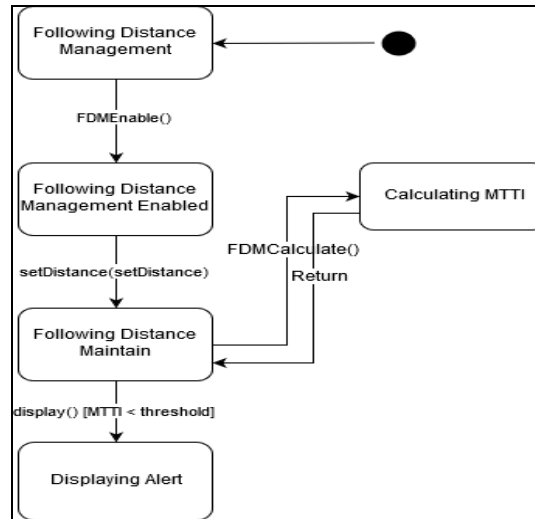 Following Distance
Management
FDMEnable()
Following Distance
Management Enabled
Calculating MTTI
FDMCalculate()
Return
setDistance(setDistance)
Following Distance
Maintain
display() [MTTI < threshold]
Displaying Alert